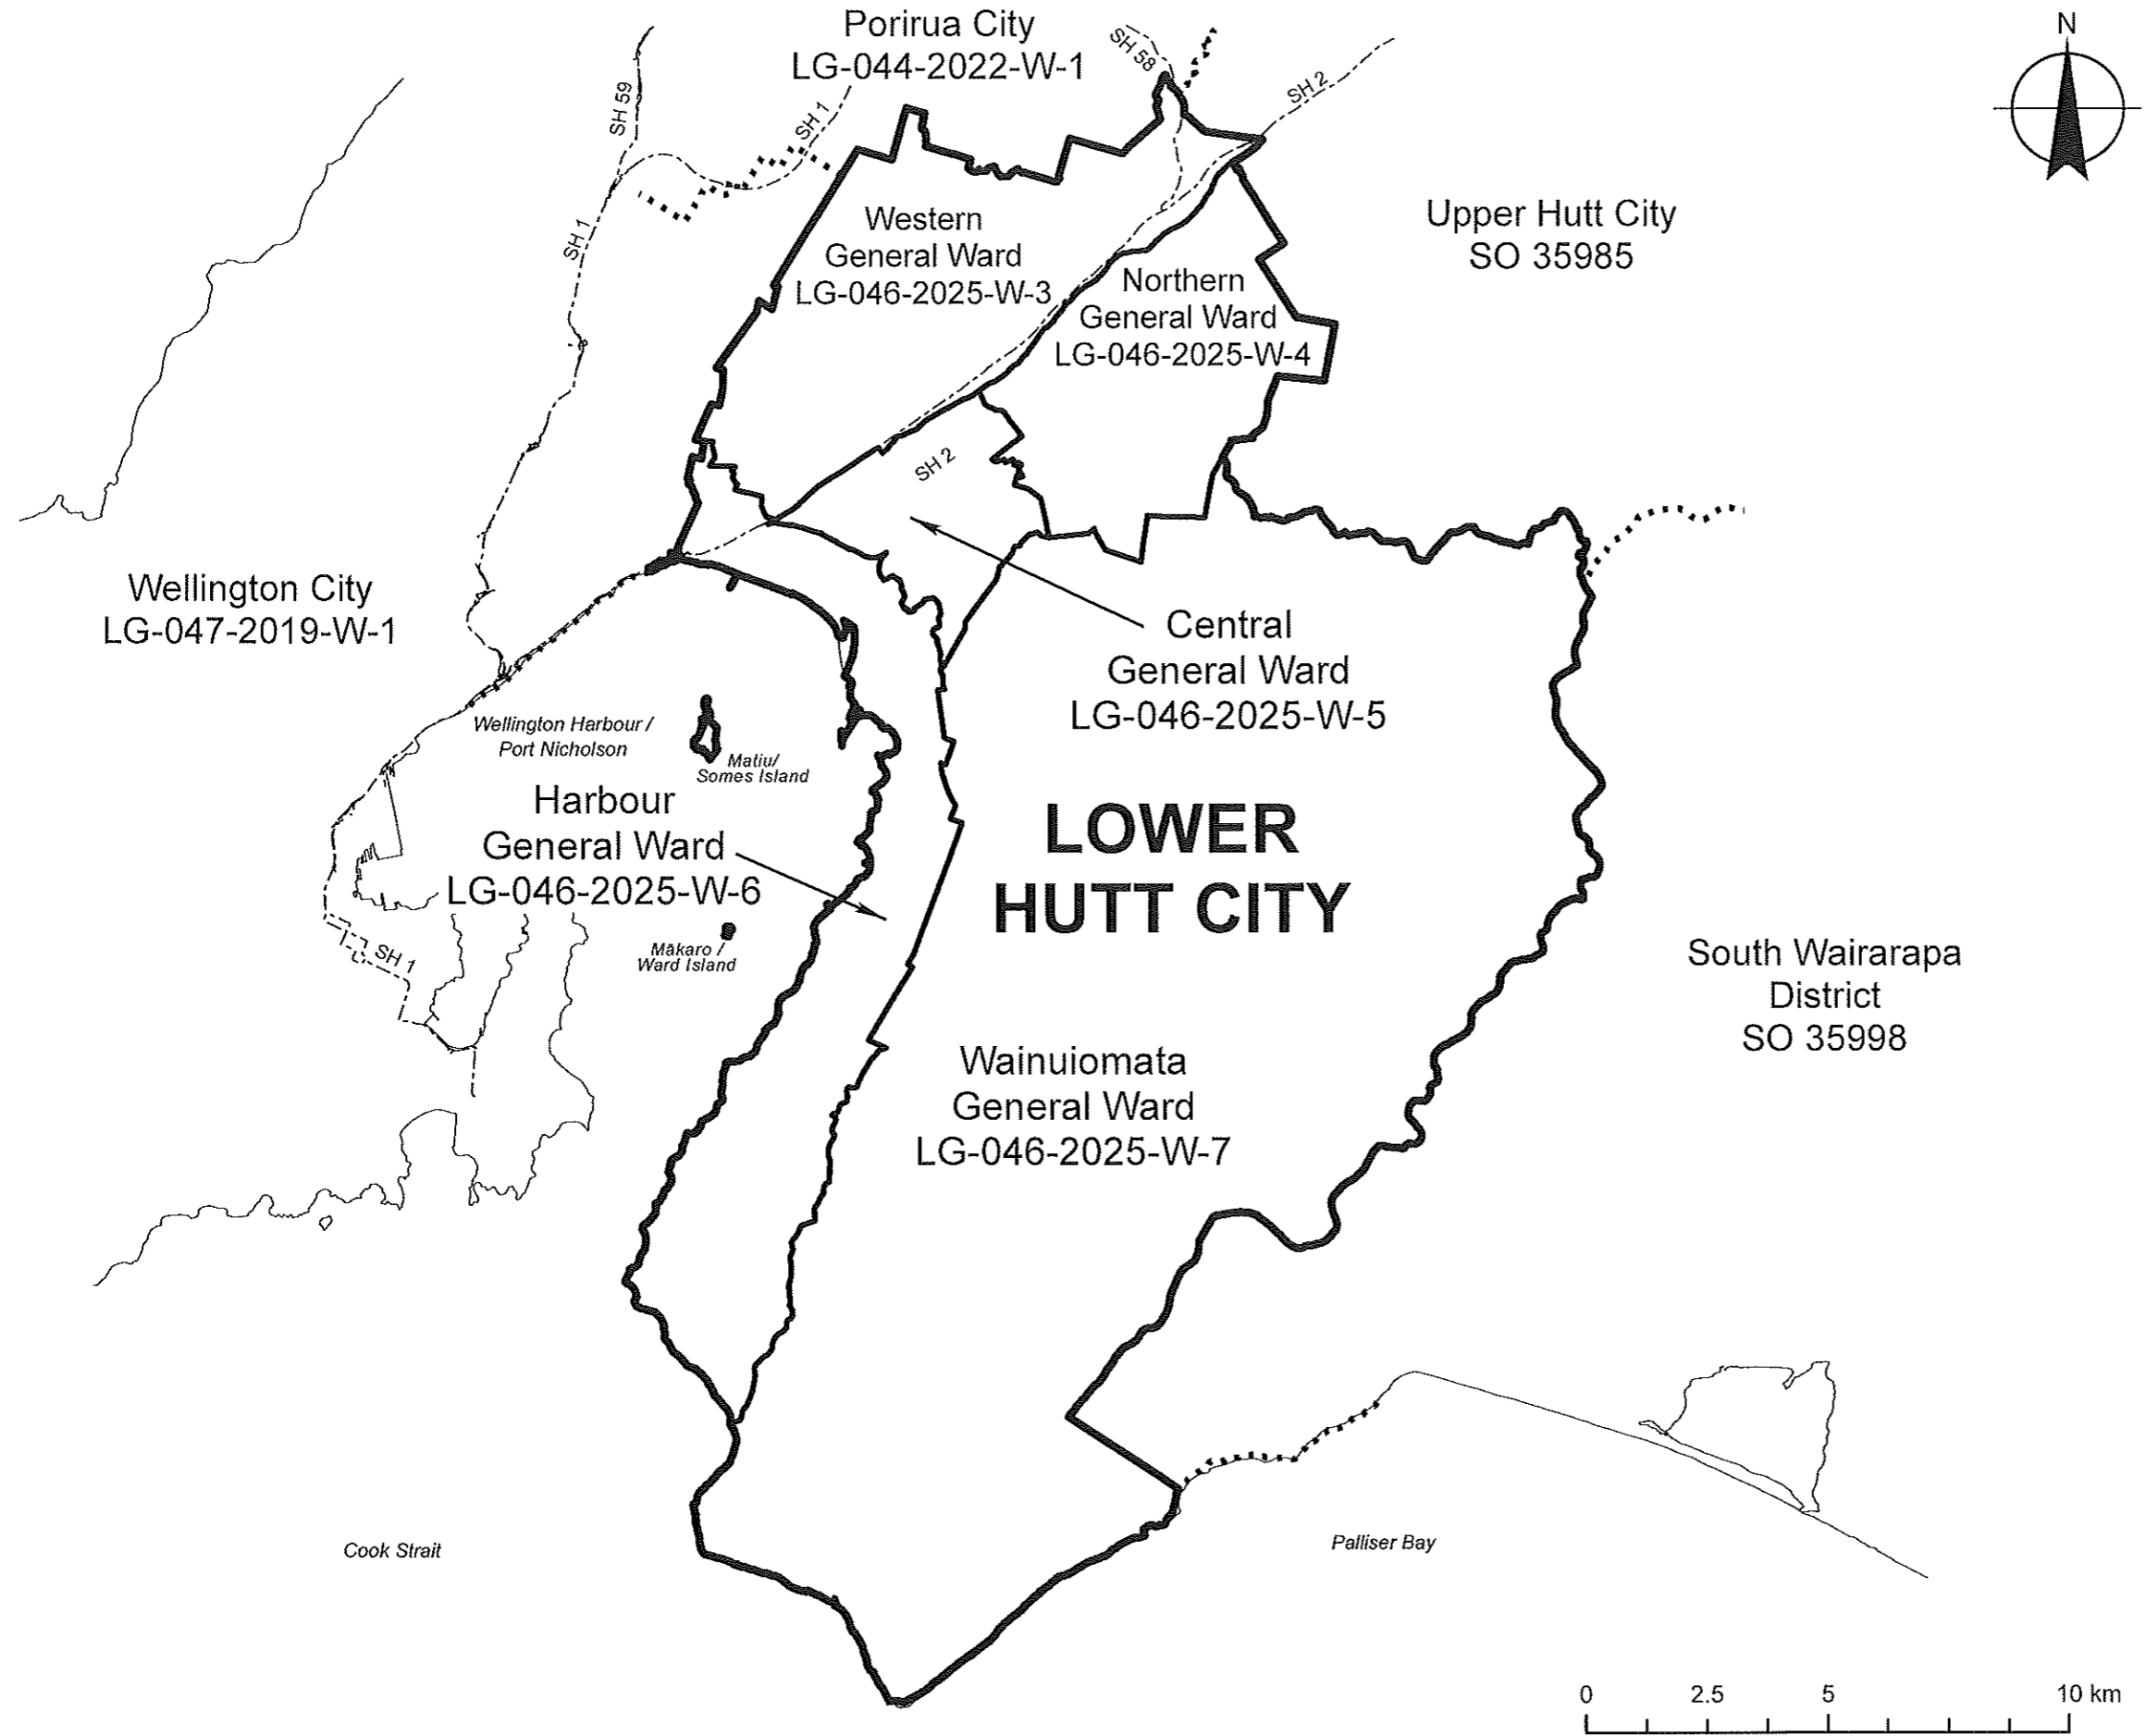 Porirua City
LG-044-2022-W-1
SH 58
SH 2
N
SH 59
SH 1
SH 1
Western
General Ward
LG-046-2025-W-3
Northern
General Ward
LG-046-2025-W-4
Upper Hutt City
SO 35985
SH 2
Wellington City
LG-047-2019-W-1
Central
General Ward
LG-046-2025-W-5
Wellington Harbour /
Port Nicholson
Matiu/
Somes Island
Harbour
General Ward
LG-046-2025-W-6
LOWER
HUTT CITY
Mākaro /
Ward Island
SH 1
South Wairarapa
District
SO 35998
Wainuiomata
General Ward
LG-046-2025-W-7
Cook Strait
Palliser Bay
0 2.5 5 10 km